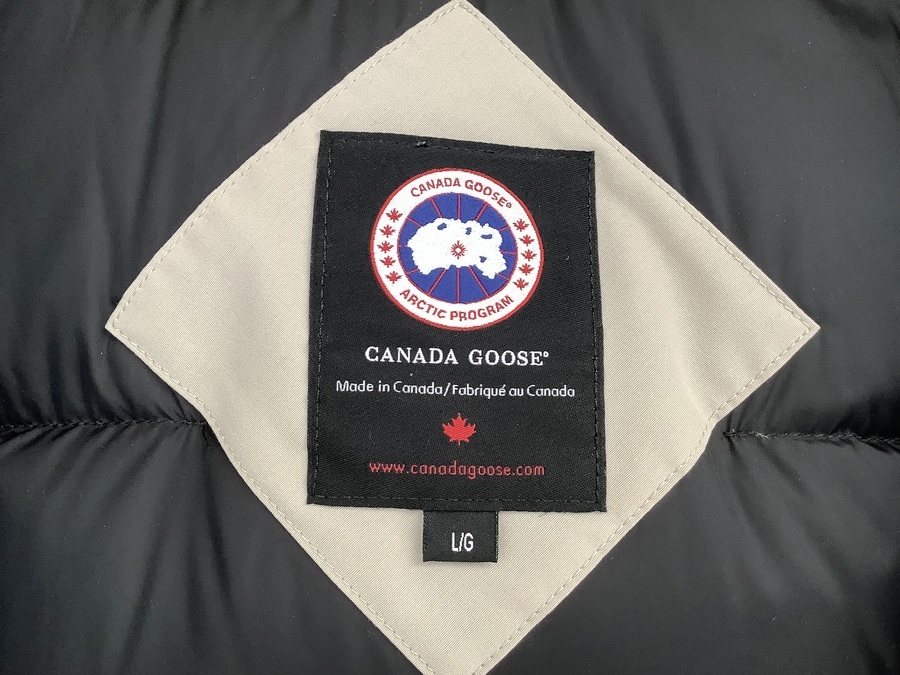 CANADA GOOSE®
ARCTIC PROGRAM
CANADA GOOSE®
Made in Canada/Fabriqué au Canada
www.canadagoose.com
L/G